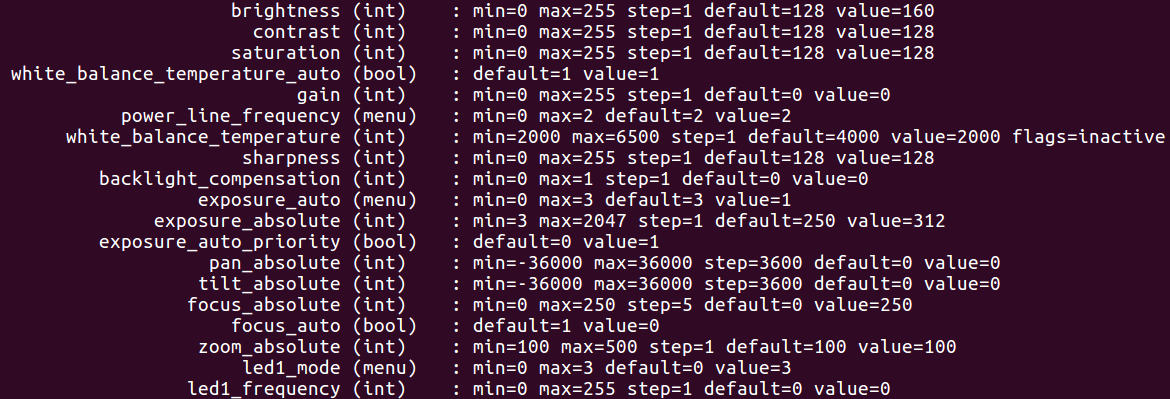 brightness (int) : min=0 max=255 step=1 default=128 value=160
contrast (int) : min=0 max=255 step=1 default=128 value=128
saturation (int) : min=0 max=255 step=1 default=128 value=128
white_balance_temperature_auto (bool) : default=1 value=1
gain (int) : min=0 max=255 step=1 default=0 value=0
power_line_frequency (menu) : min=0 max=2 default=2 value=2
white_balance_temperature (int) : min=2000 max=6500 step=1 default=4000 value=2000 flags=inactive
sharpness (int) : min=0 max=255 step=1 default=128 value=128
backlight_compensation (int) : min=0 max=1 step=1 default=0 value=0
exposure_auto (menu) : min=0 max=3 default=3 value=1
exposure_absolute (int) : min=3 max=2047 step=1 default=250 value=312
exposure_auto_priority (bool) : default=0 value=1
pan_absolute (int) : min=-36000 max=36000 step=3600 default=0 value=0
tilt_absolute (int) : min=-36000 max=36000 step=3600 default=0 value=0
focus_absolute (int) : min=0 max=250 step=5 default=0 value=250
focus_auto (bool) : default=1 value=0
zoom_absolute (int) : min=100 max=500 step=1 default=100 value=100
led1_mode (menu) : min=0 max=3 default=0 value=3
led1_frequency (int) : min=0 max=255 step=1 default=0 value=0